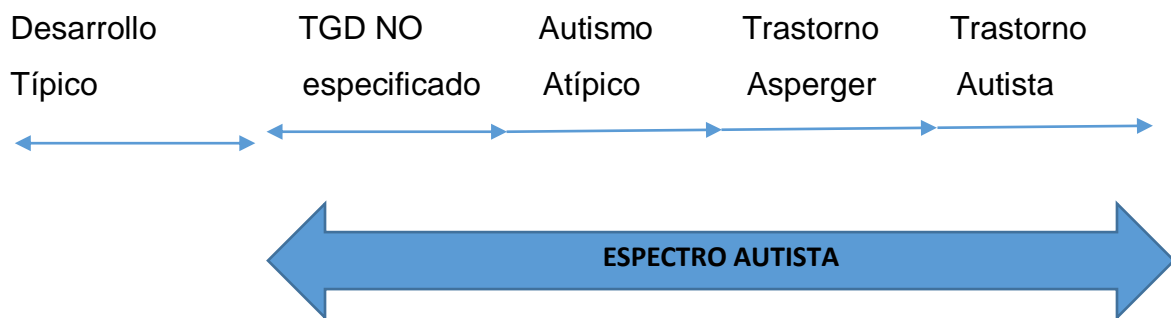 Desarrollo TGD NO Autismo Trastorno Trastorno
Típico especificado Atípico Asperger Autista
ESPECTRO AUTISTA